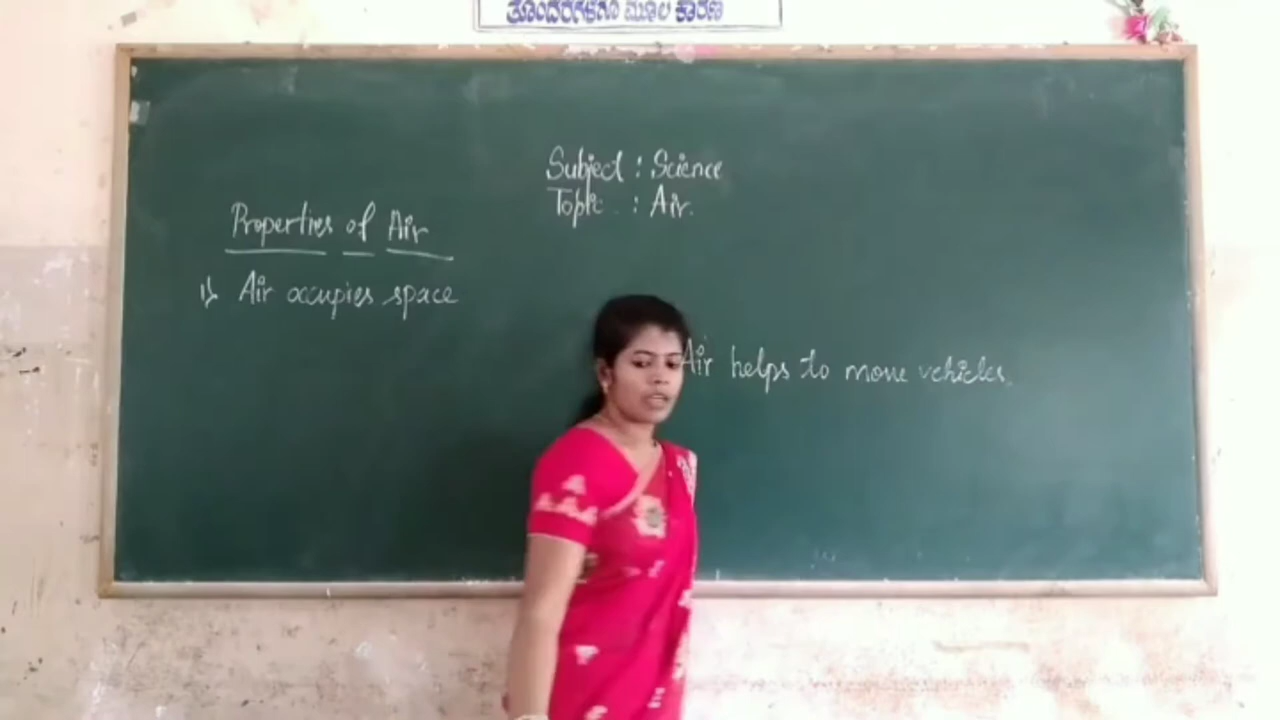 ತೊಂದರೆಗಳಿಗೂ ಮೂಲ ಕಾರಣ
Subject : Science
Topic : Air.
Properties of Air
1) Air occupies space
Air helps to move vehicles.